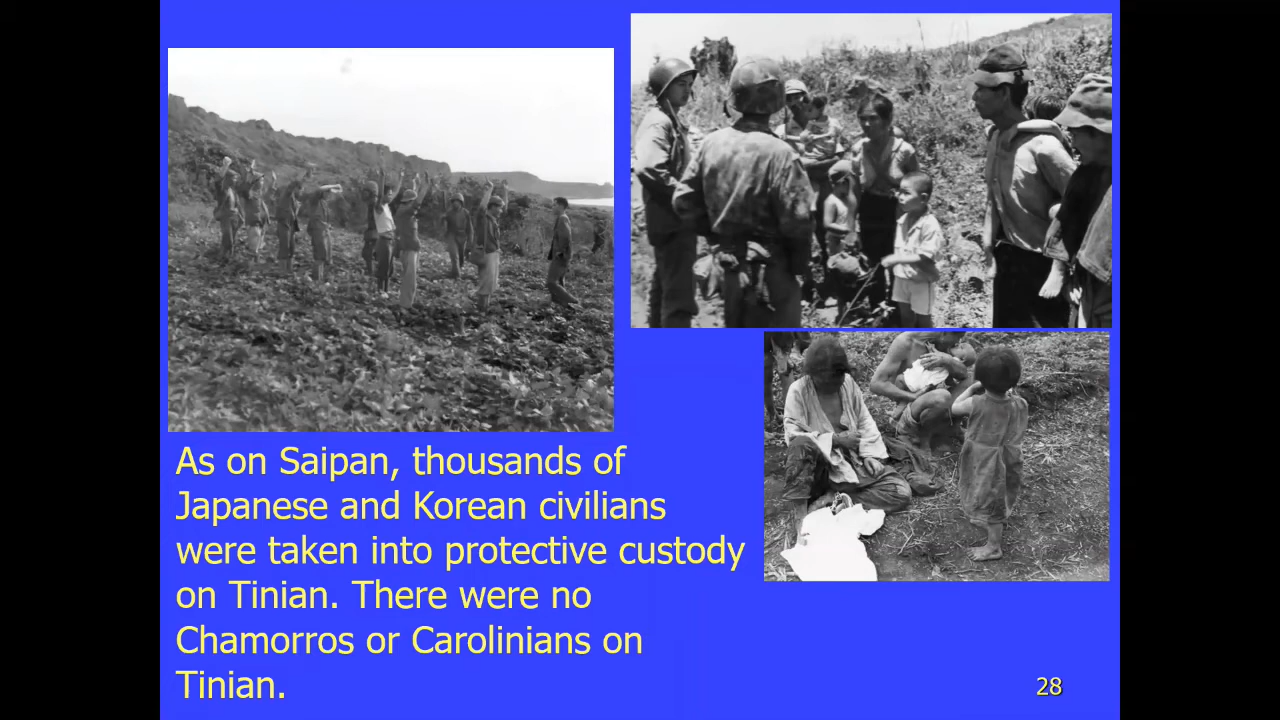 As on Saipan, thousands of
Japanese and Korean civilians
were taken into protective custody
on Tinian. There were no
Chamorros or Carolinians on
Tinian.
28